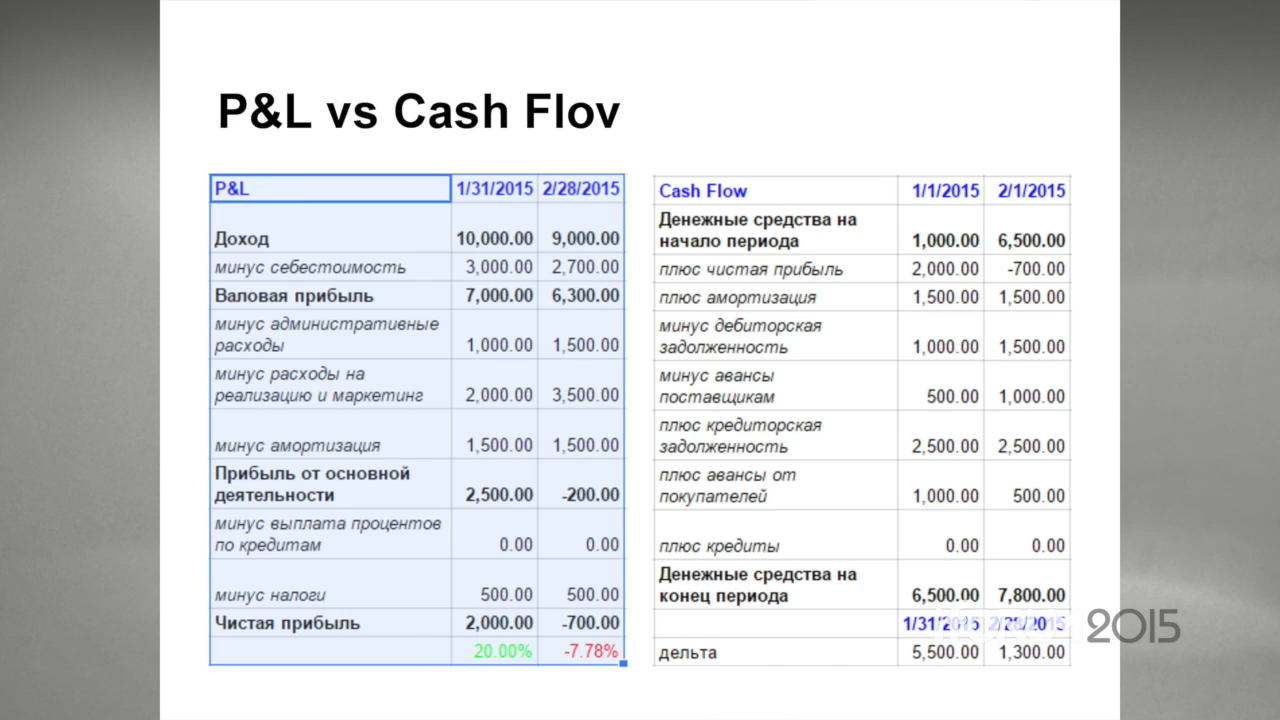 P&L vs Cash Flov
P&L 1/31/2015 2/28/2015
Доход 10,000.00 9,000.00
минус себестоимость 3,000.00 2,700.00
Валовая прибыль 7,000.00 6,300.00
минус административные
расходы 1,000.00 1,500.00
минус расходы на
реализацию и маркетинг 2,000.00 3,500.00
минус амортизация 1,500.00 1,500.00
Прибыль от основной
деятельности 2,500.00 -200.00
минус выплата процентов
по кредитам 0.00 0.00
минус налоги 500.00 500.00
Чистая прибыль 2,000.00 -700.00
20.00% -7.78%
Cash Flow 1/1/2015 2/1/2015
Денежные средства на
начало периода 1,000.00 6,500.00
плюс чистая прибыль 2,000.00 -700.00
плюс амортизация 1,500.00 1,500.00
минус дебиторская
задолженность 1,000.00 1,500.00
минус авансы
поставщикам 500.00 1,000.00
плюс кредиторская
задолженность 2,500.00 2,500.00
плюс авансы от
покупателей 1,000.00 500.00
плюс кредиты 0.00 0.00
Денежные средства на
конец периода 6,500.00 7,800.00
1/31/2015 2/28/2015
дельта 5,500.00 1,300.00
2015